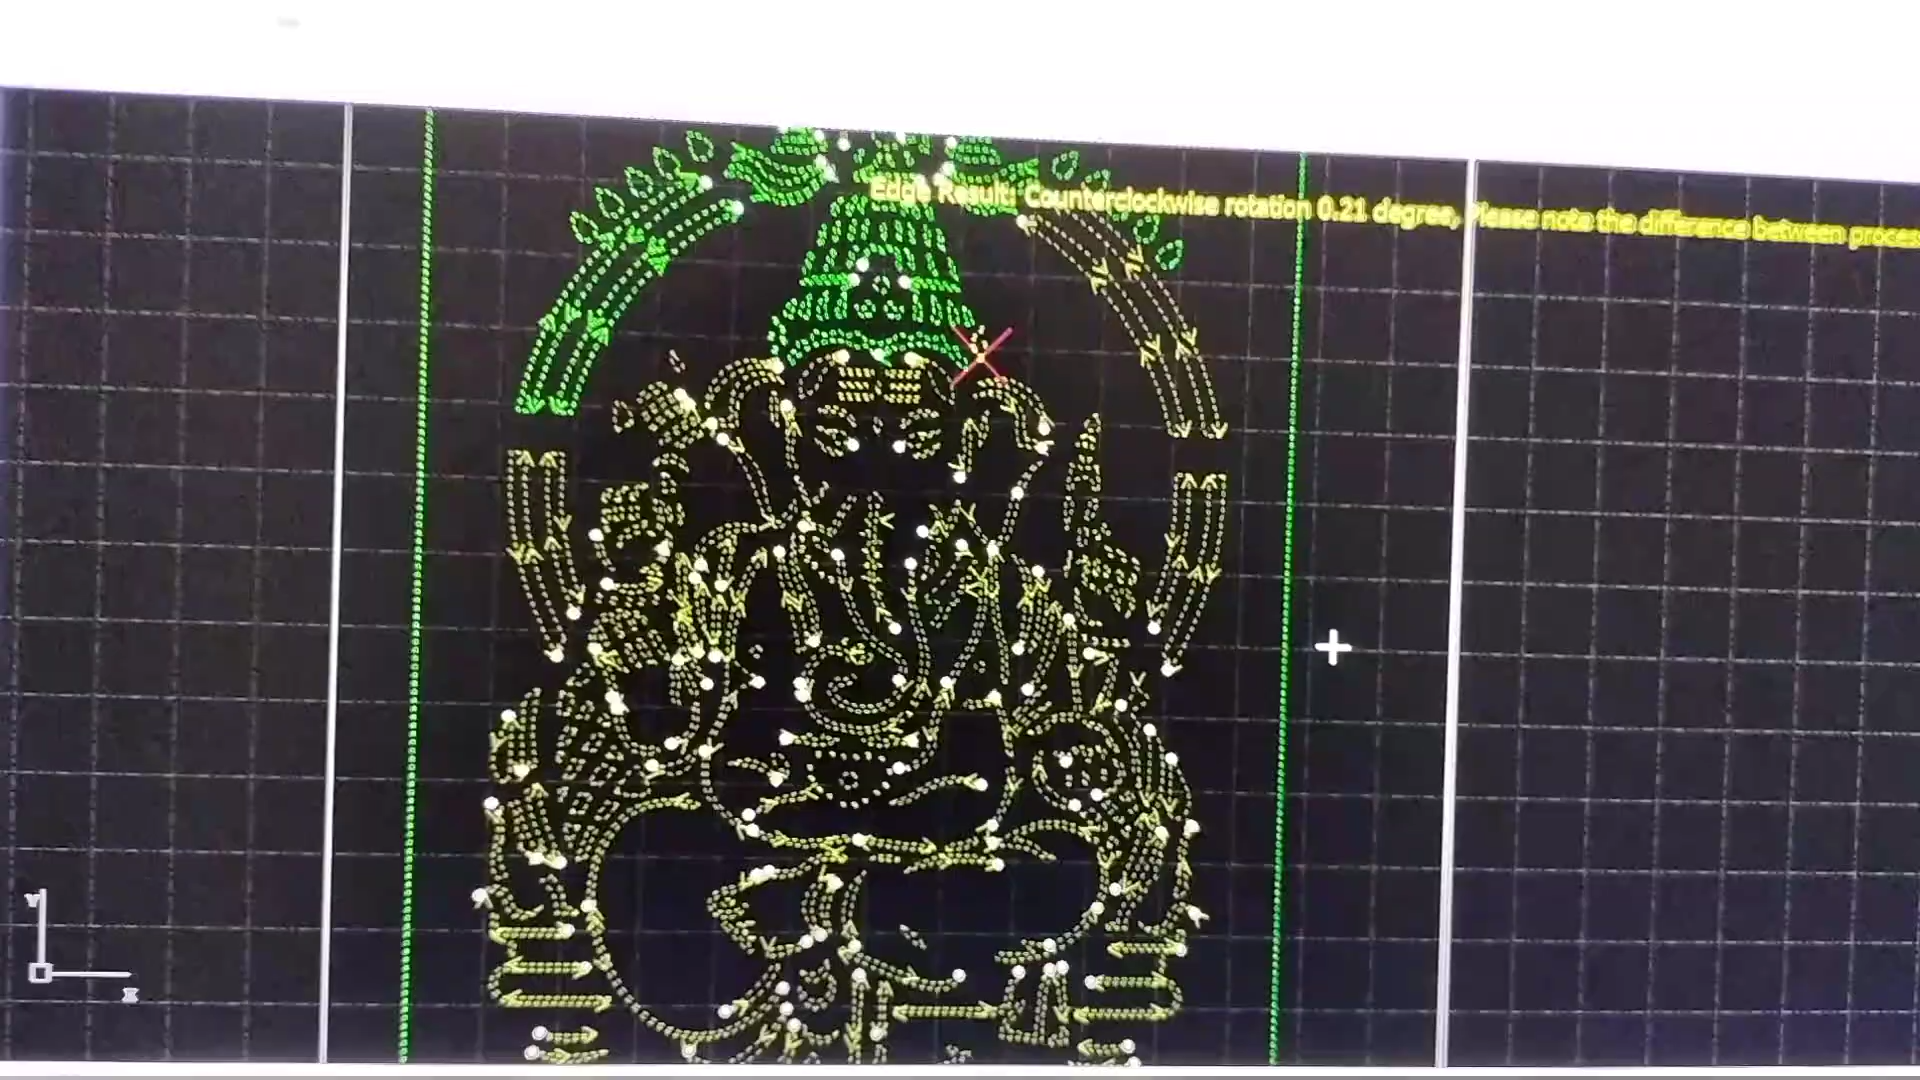 Edge Result: Counterclockwise rotation 0.21 degree, Please note the difference between
Y
X